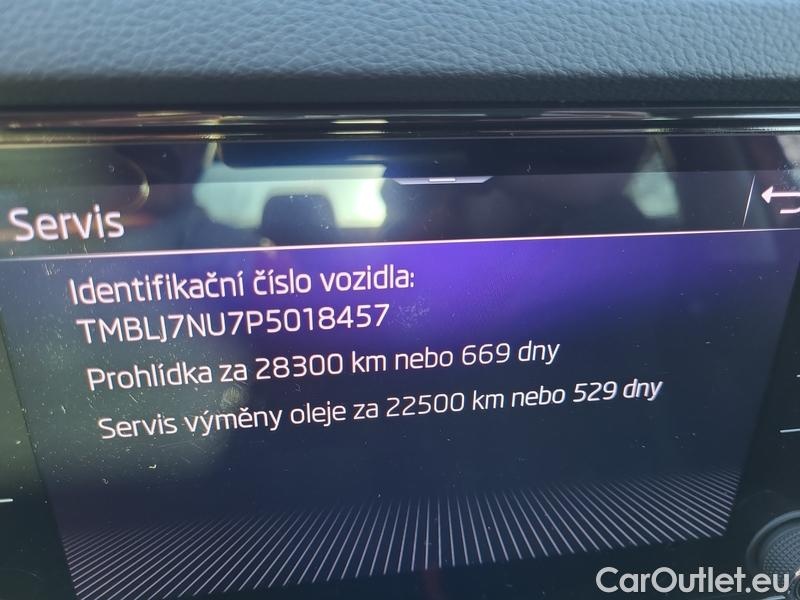 Servis
Identifikační číslo vozidla:
TMBLJ7NU7P5018457
Prohlídka za 28300 km nebo 669 dny
Servis výměny oleje za 22500 km nebo 529 dny
CarOutlet.eu